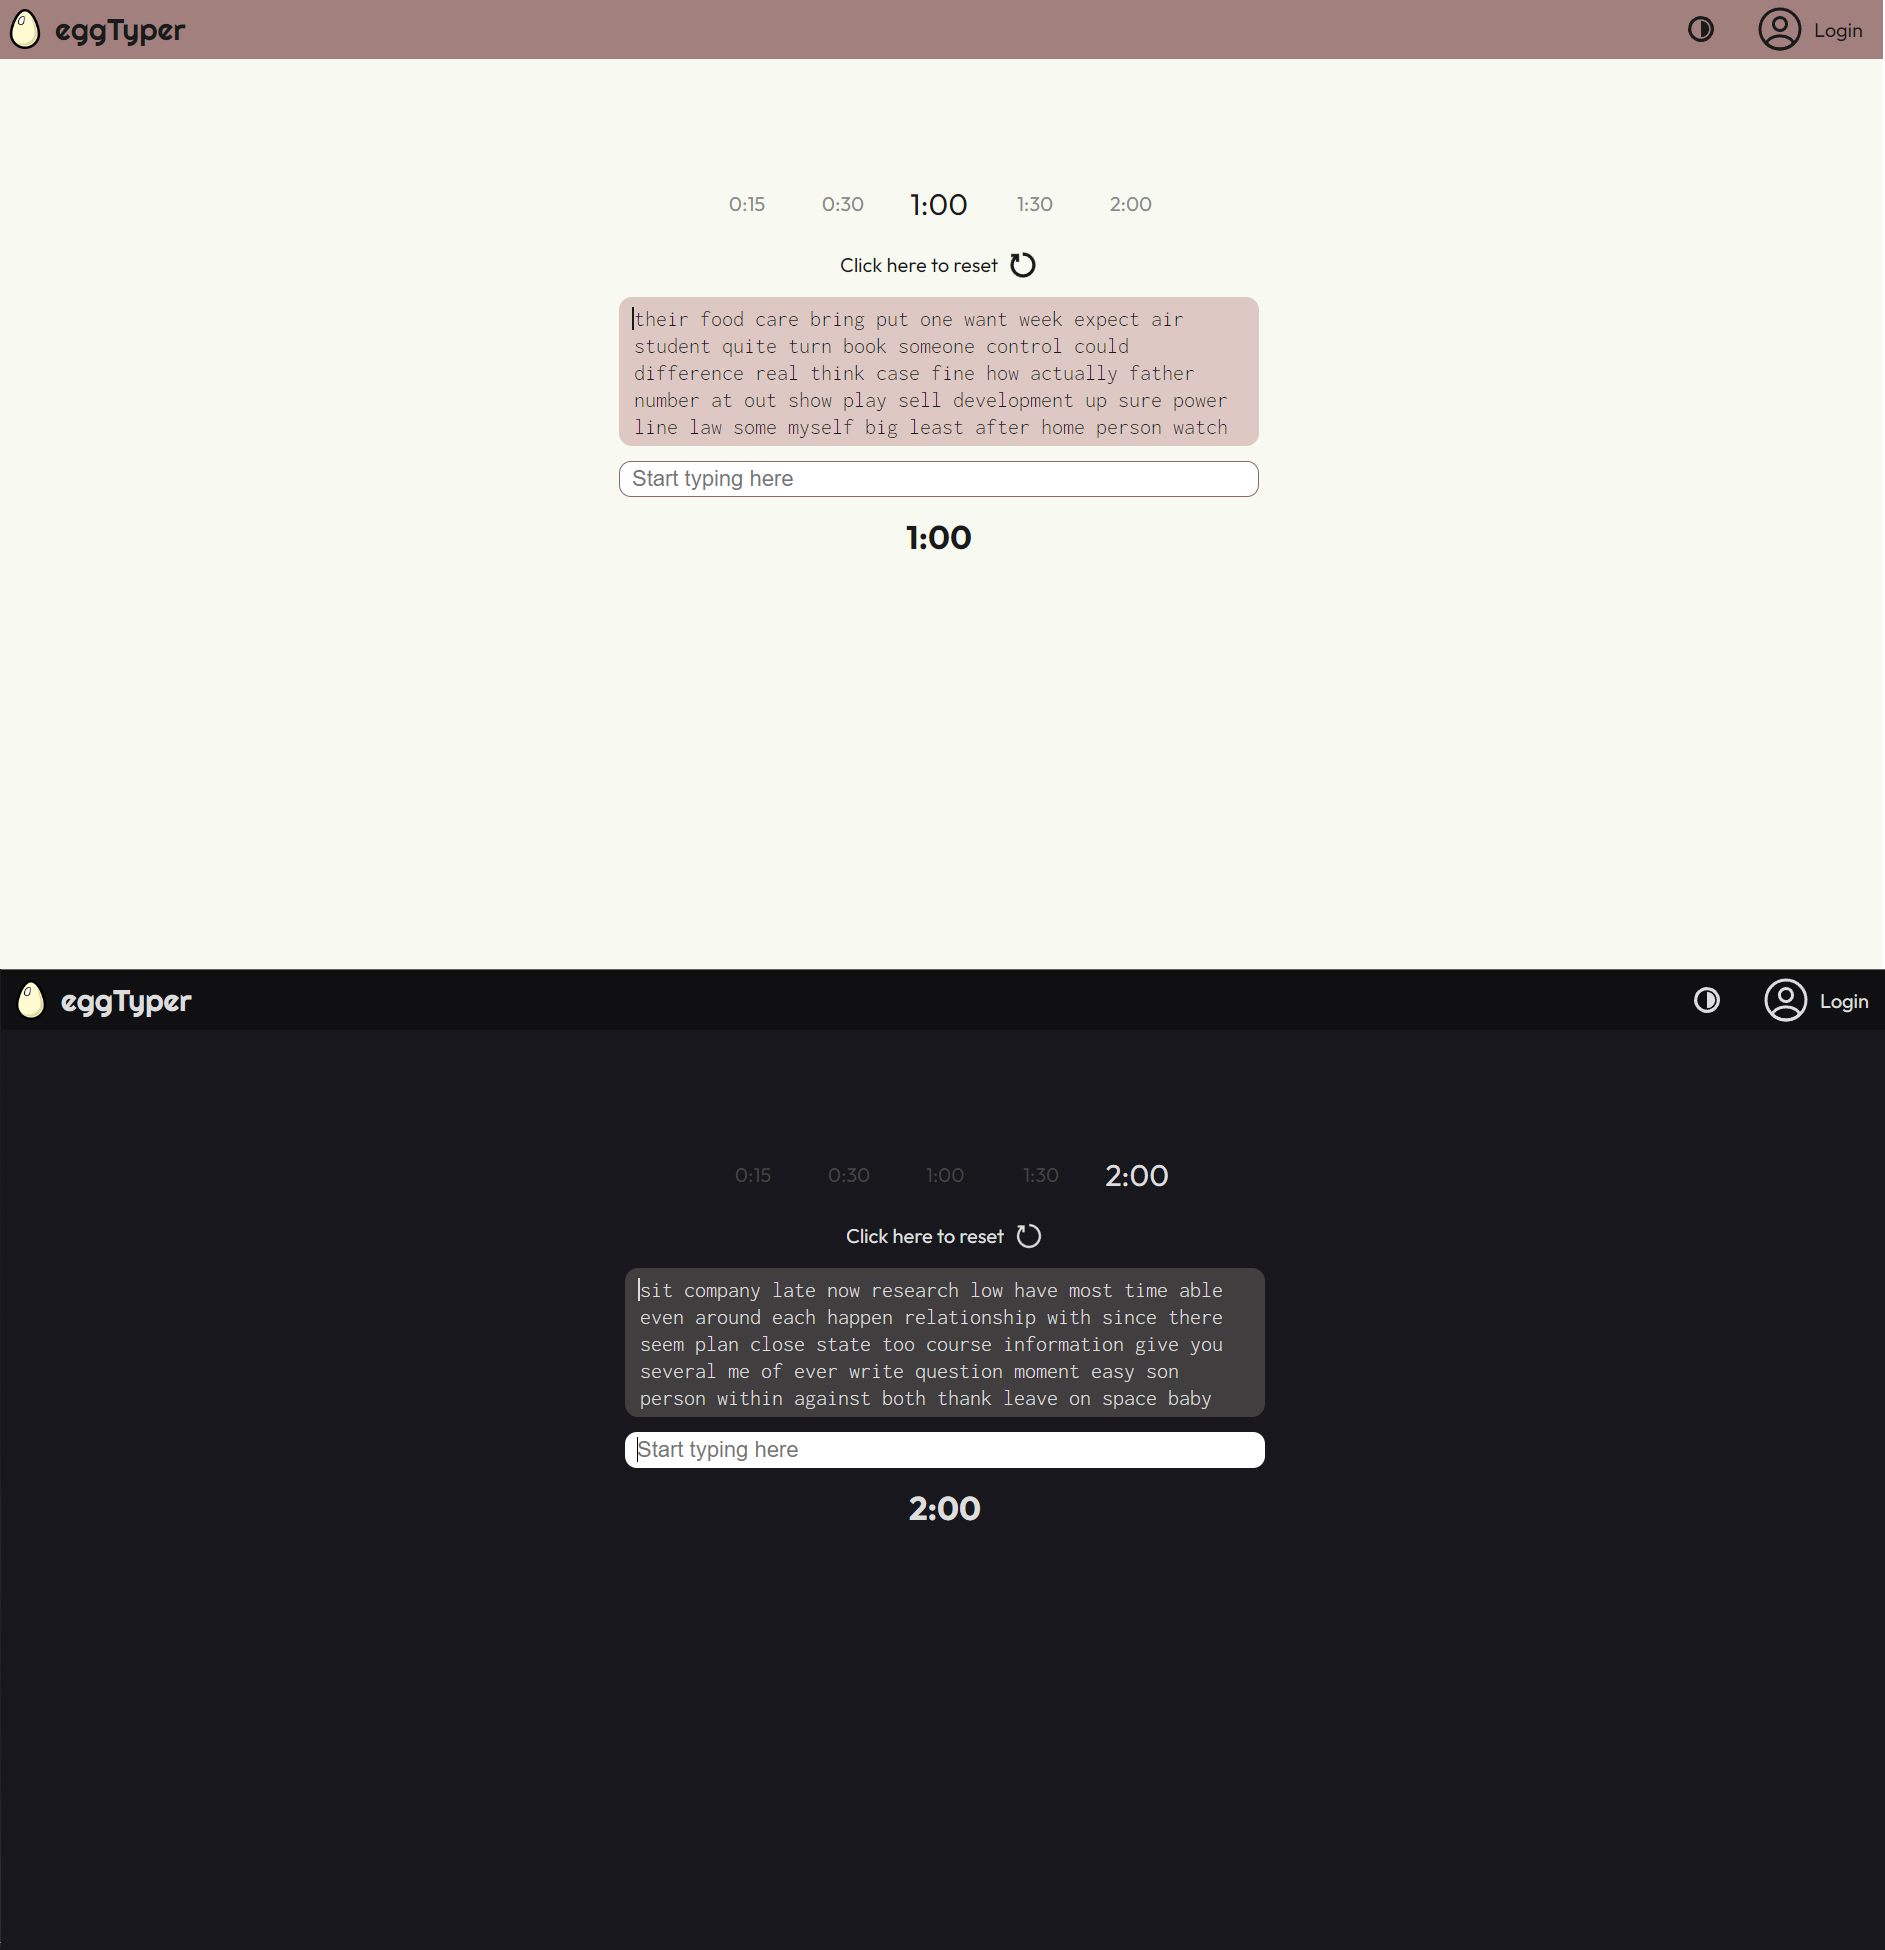 eggTyper
Login
0:15 0:30 1:00 1:30 2:00
Click here to reset
their food care bring put one want week expect air
student quite turn book someone control could
difference real think case fine how actually father
number at out show play sell development up sure power
line law some myself big least after home person watch
Start typing here
1:00
eggTyper
Login
0:15 0:30 1:00 1:30 2:00
Click here to reset
sit company late now research low have most time able
even around each happen relationship with since there
seem plan close state too course information give you
several me of ever write question moment easy son
person within against both thank leave on space baby
Start typing here
2:00